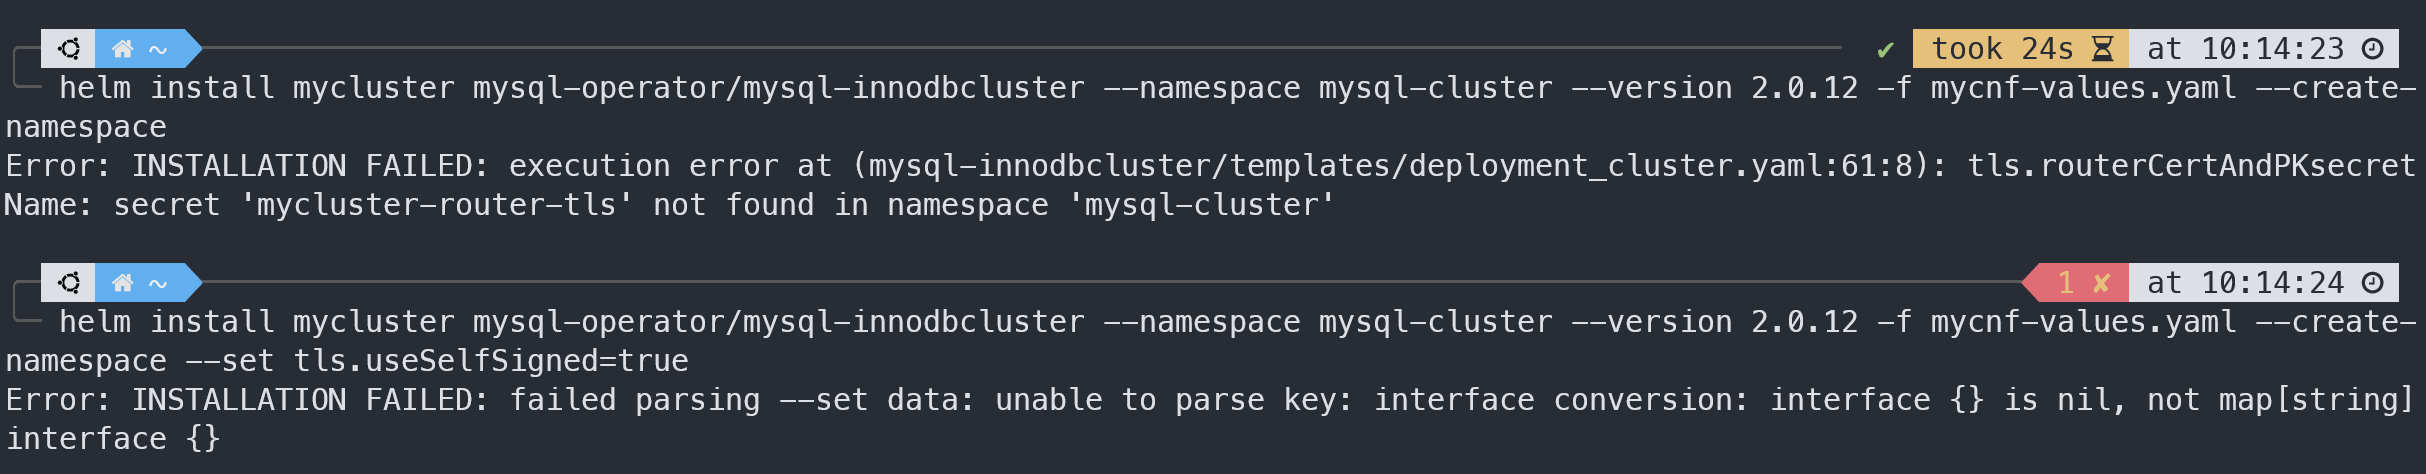 ~ ✔ took 24s at 10:14:23
helm install mycluster mysql-operator/mysql-innodbcluster --namespace mysql-cluster --version 2.0.12 -f mycnf-values.yaml --create-
namespace
Error: INSTALLATION FAILED: execution error at (mysql-innodbcluster/templates/deployment_cluster.yaml:61:8): tls.routerCertAndPKsecret
Name: secret 'mycluster-router-tls' not found in namespace 'mysql-cluster'
~ 1 ✘ at 10:14:24
helm install mycluster mysql-operator/mysql-innodbcluster --namespace mysql-cluster --version 2.0.12 -f mycnf-values.yaml --create-
namespace --set tls.useSelfSigned=true
Error: INSTALLATION FAILED: failed parsing --set data: unable to parse key: interface conversion: interface {} is nil, not map[string]
interface {}